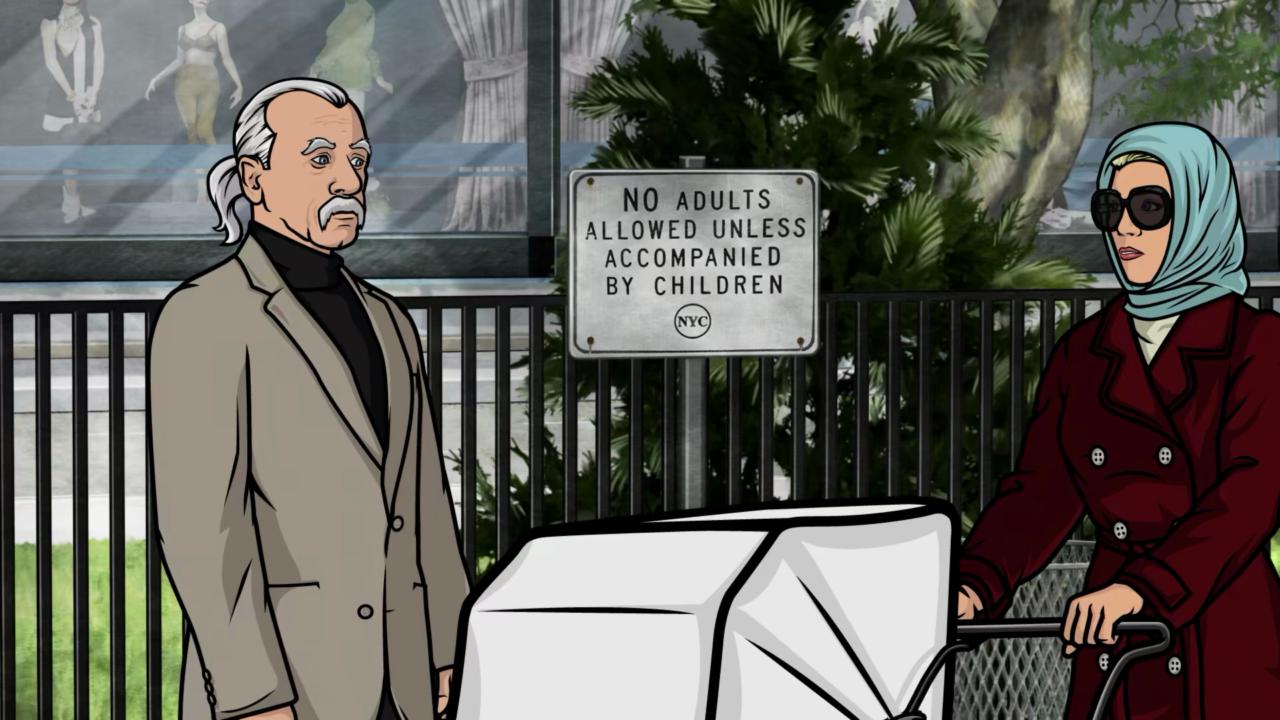 NO ADULTS
ALLOWED UNLESS
ACCOMPANIED
BY CHILDREN
NYC